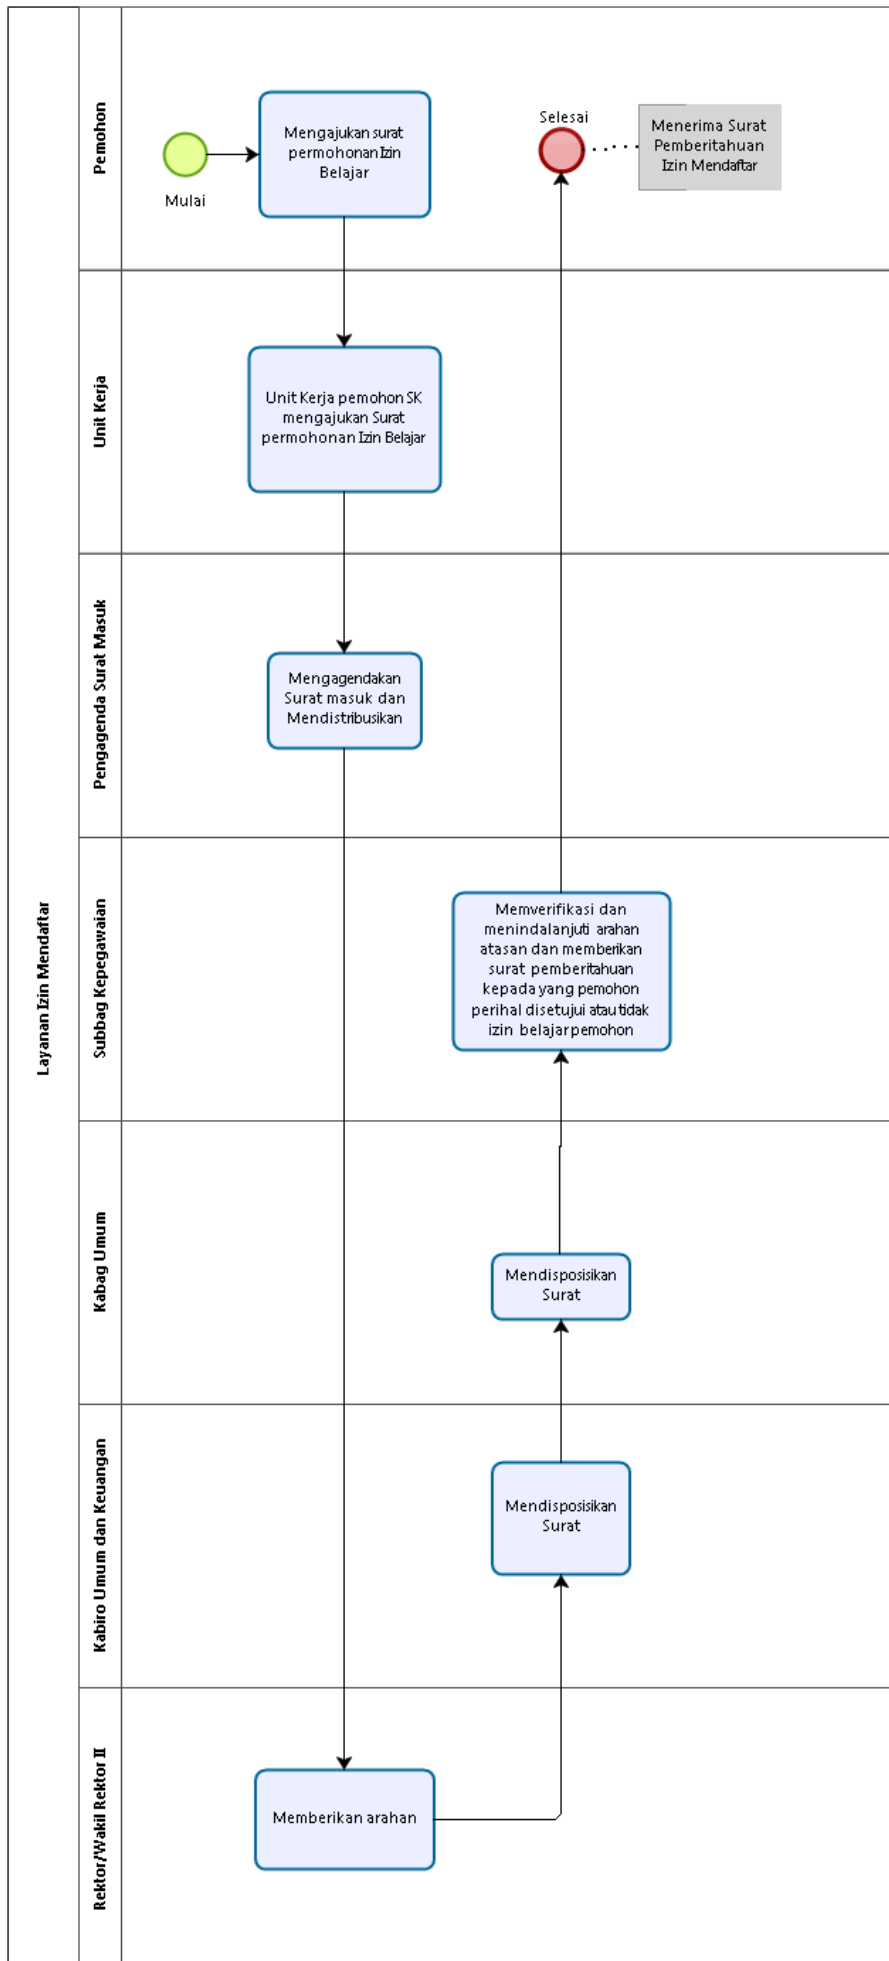 Layanan Izin Mendaftar
Pemohon
Mulai
Mengajukan surat
permohonan Izin
Belajar
Selesai
Menerima Surat
Pemberitahuan
Izin Mendaftar
Unit Kerja
Unit Kerja pemohon SK
mengajukan Surat
permohonan Izin Belajar
Pengagenda Surat Masuk
Mengagendakan
Surat masuk dan
Mendistribusikan
Subbag Kepegawaian
Memverifikasi dan
menindalanjuti arahan
atasan dan memberikan
surat pemberitahuan
kepada yang pemohon
perihal disetujui atau tidak
izin belajar pemohon
Kabag Umum
Mendisposisikan
Surat
Kabiro Umum dan Keuangan
Mendisposisikan
Surat
Rektor/Wakil Rektor II
Memberikan arahan